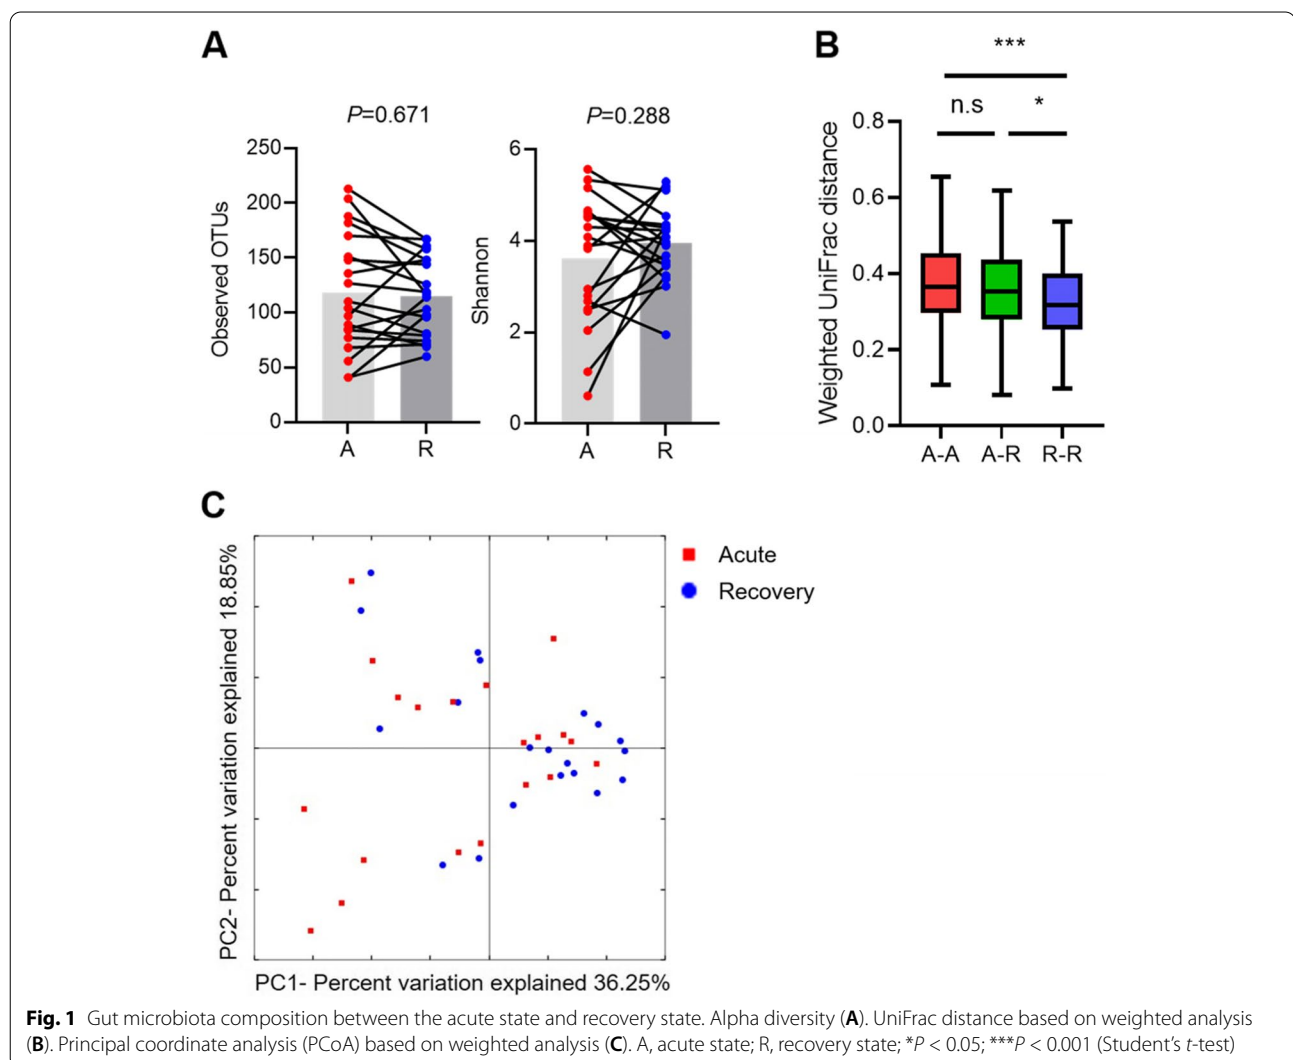 A
P=0.671
Observed OTUs
250
200
150
100
50
0
A
R
P=0.288
Shannon
6
4
2
0
A
R
B
***
n.s
*
Weighted UniFrac distance
0.8
0.6
0.4
0.2
0.0
A-A
A-R
R-R
C
PC2- Percent variation explained 18.85%
PC1- Percent variation explained 36.25%
Acute
Recovery
Fig. 1 Gut microbiota composition between the acute state and recovery state. Alpha diversity (A). UniFrac distance based on weighted analysis
(B). Principal coordinate analysis (PCoA) based on weighted analysis (C). A, acute state; R, recovery state; *P < 0.05; ***P < 0.001 (Student's t-test)